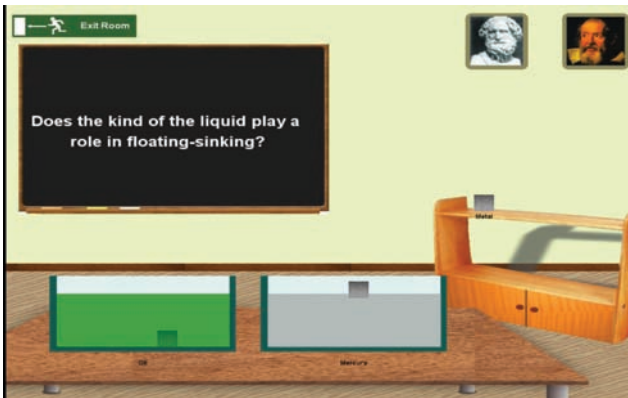 Exit Room
Does the kind of the liquid play a
role in floating-sinking?
Metal
Oil
Mercury